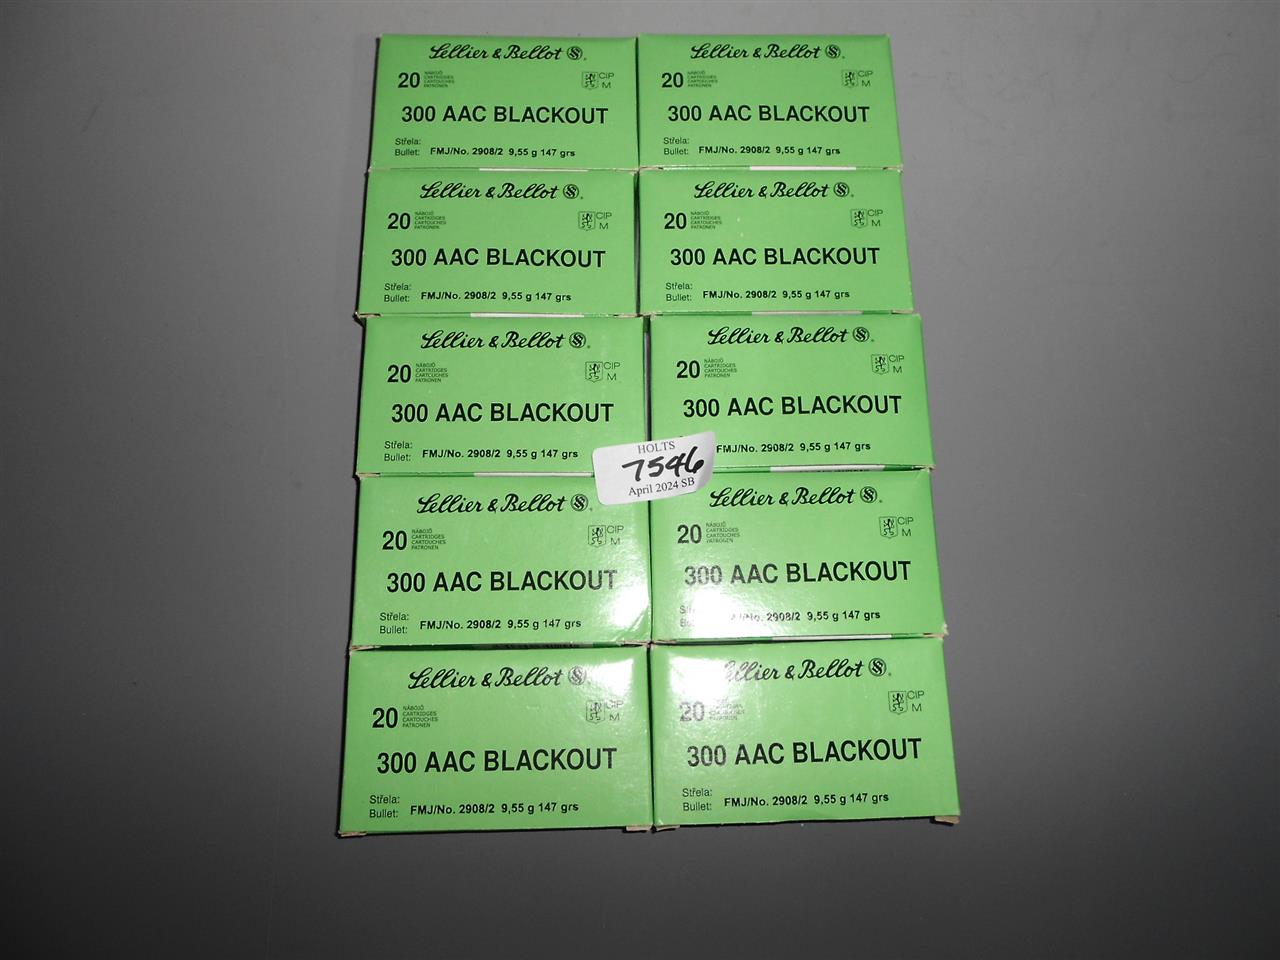 Lellier & Bellot S&B.
20 NÁBOJŮ
CARTRIDGES
CARTOUCHES
PATRONEN
CIP
M
300 AAC BLACKOUT
Střela:
Bullet: FMJ/No. 2908/2 9,55 g 147 grs
Sellier & Bellot
20 NÁBOJŮ
CARTRIDGES
CARTOUCHES
PATRONEN
CIP
M
300 AAC BLACKOUT
Střela:
Bullet: FMJ/No. 2908/2 9,55 g 147 grs
Sellier & Bellot
20 NÁBOJŮ
CARTRIDGES
CARTOUCHES
PATRONEN
CIP
M
300 AAC BLACKOUT
Střela:
Bullet: FMJ/No. 2908/2 9,55 g 147 grs
Sellier & Bellot
20 NÁBOJŮ
CARTRIDGES
CARTOUCHES
PATRONEN
CIP
M
300 AAC BLACKOUT
Střela:
Bullet: FMJ/No. 2908/2 9,55 g 147 grs
Sellier & Bellot
20 NÁBOJŮ
CARTRIDGES
CARTOUCHES
PATRONEN
CIP
M
300 AAC BLACKOUT
Střela:
Bullet: FMJ/No. 2908/2 9,55 g 147 grs
Sellier & Bellot
20 NÁBOJŮ
CARTRIDGES
CARTOUCHES
PATRONEN
CIP
M
300 AAC BLACKOUT
FMJ/No. 2908/2 9,55 g 147 grs
HOLTS
7546
April 2024 SB
Sellier & Bellot
20 NÁBOJŮ
CARTRIDGES
CARTOUCHES
PATRONEN
CIP
M
300 AAC BLACKOUT
Střela:
Bullet: FMJ/No. 2908/2 9,55 g 147 grs
Sellier & Bellot
20 NÁBOJŮ
CARTRIDGES
CARTOUCHES
PATRONEN
CIP
M
300 AAC BLACKOUT
2908/2 9,55 g 147 grs
Sellier & Bellot
20 NÁBOJŮ
CARTRIDGES
CARTOUCHES
PATRONEN
CIP
M
300 AAC BLACKOUT
Střela:
Bullet: FMJ/No. 2908/2 9,55 g 147 grs
& Bellot
20
CIP
M
300 AAC BLACKOUT
Střela:
Bullet: FMJ/No. 2908/2 9,55 g 147 grs